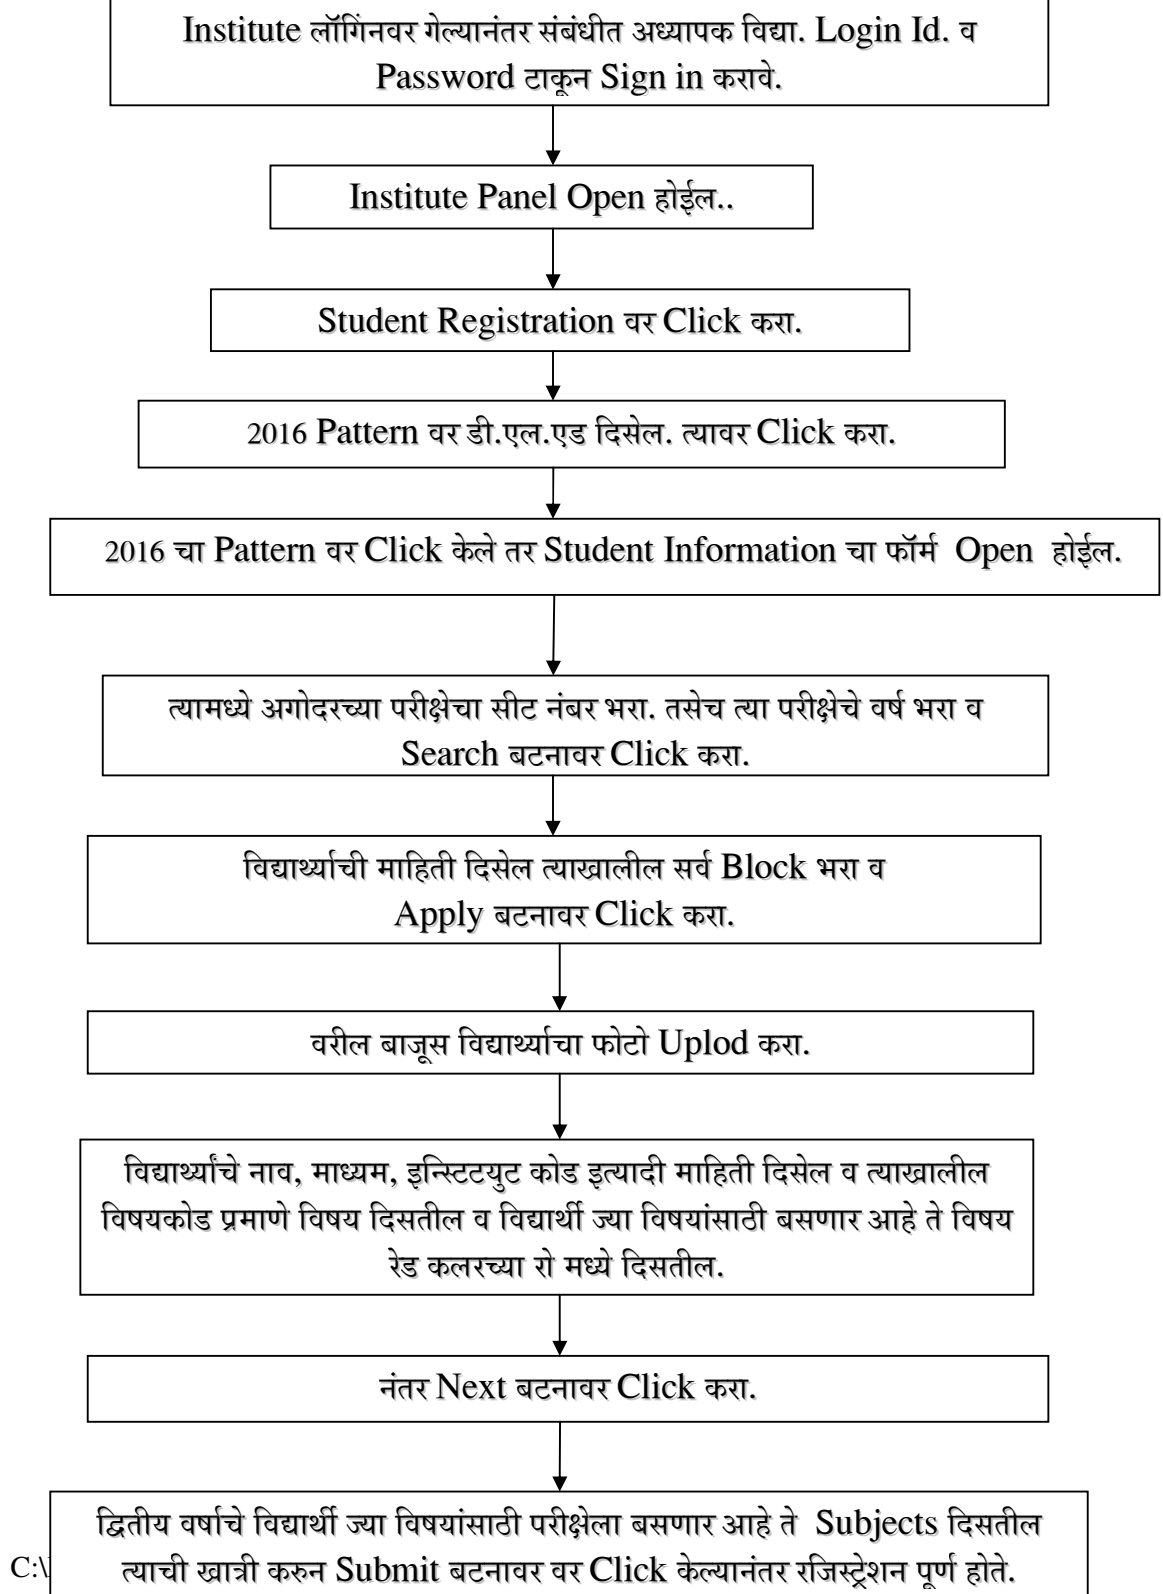 Institute लॉगिंनवर गेल्यानंतर संबंधीत अध्यापक विद्या. Login Id. व
Password टाकून Sign in करावे.
Institute Panel Open होईल..
Student Registration वर Click करा.
2016 Pattern वर डी.एल.एड दिसेल. त्यावर Click करा.
2016 चा Pattern वर Click केले तर Student Information चा फॉर्म Open होईल.
त्यामध्ये अगोदरच्या परीक्षेचा सीट नंबर भरा. तसेच त्या परीक्षेचे वर्ष भरा व
Search बटनावर Click करा.
विद्यार्थ्याची माहिती दिसेल त्याखालील सर्व Block भरा व
Apply बटनावर Click करा.
वरील बाजूस विद्यार्थ्याचा फोटो Uplod करा.
विद्यार्थ्यांचे नाव, माध्यम, इन्स्टिटयुट कोड इत्यादी माहिती दिसेल व त्याखालील
विषयकोड प्रमाणे विषय दिसतील व विद्यार्थी ज्या विषयांसाठी बसणार आहे ते विषय
रेड कलरच्या रो मध्ये दिसतील.
नंतर Next बटनावर Click करा.
द्वितीय वर्षाचे विद्यार्थी ज्या विषयांसाठी परीक्षेला बसणार आहे ते Subjects दिसतील
C:\
त्याची खात्री करुन Submit बटनावर वर Click केल्यानंतर रजिस्ट्रेशन पूर्ण होते.